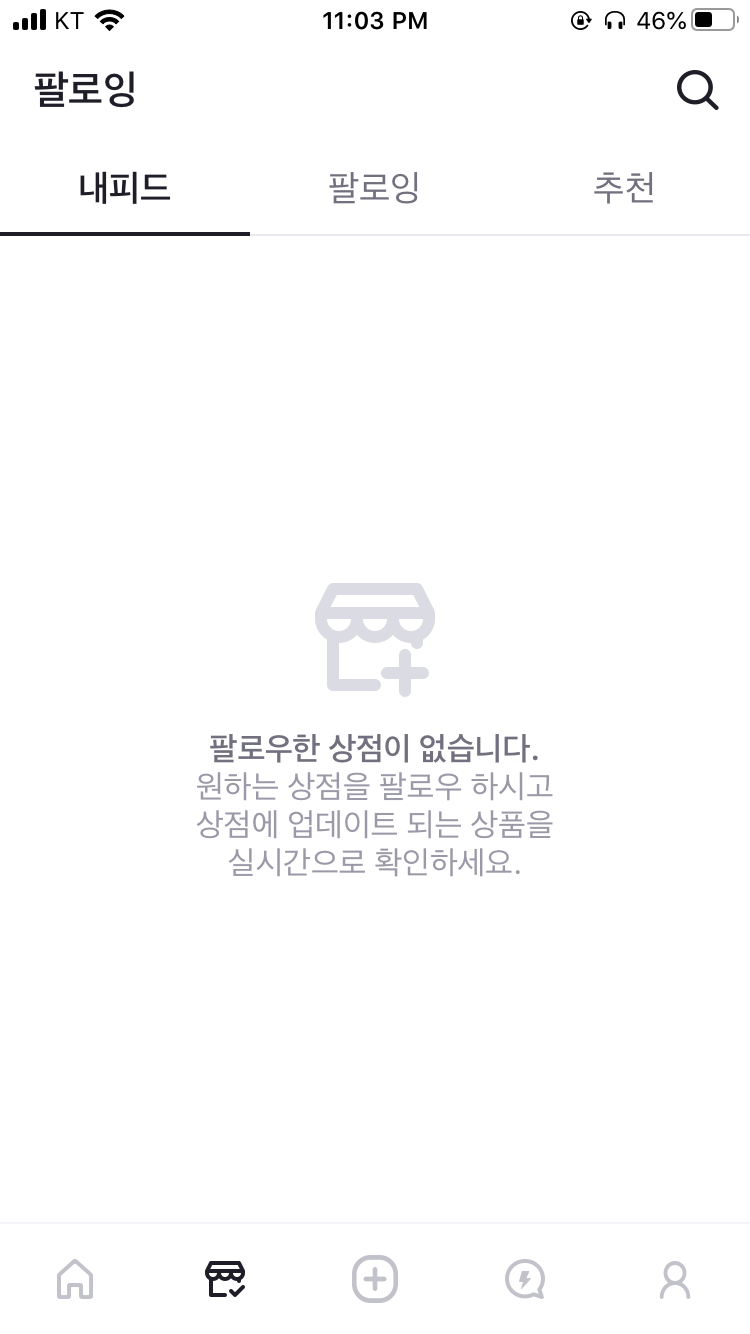 KT 11:03 PM 46%
팔로잉
내피드 팔로잉 추천
팔로우한 상점이 없습니다.
원하는 상점을 팔로우 하시고
상점에 업데이트 되는 상품을
실시간으로 확인하세요.